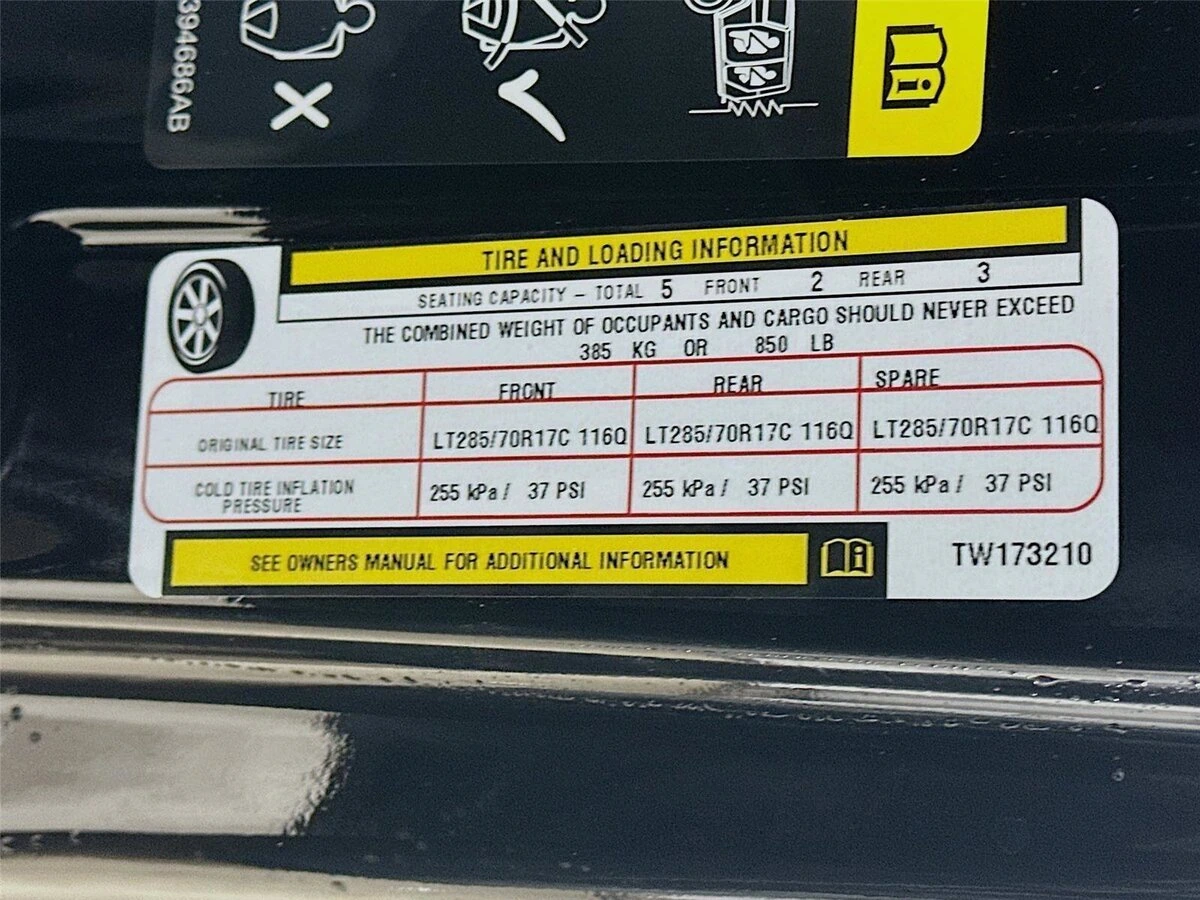 394686AB
TIRE AND LOADING INFORMATION
SEATING CAPACITY – TOTAL 5 FRONT 2 REAR 3
THE COMBINED WEIGHT OF OCCUPANTS AND CARGO SHOULD NEVER EXCEED
385 KG OR 850 LB
TIRE FRONT REAR SPARE
ORIGINAL TIRE SIZE LT285/70R17C 116Q LT285/70R17C 116Q LT285/70R17C 116Q
COLD TIRE INFLATION PRESSURE 255 kPa / 37 PSI 255 kPa / 37 PSI 255 kPa / 37 PSI
SEE OWNERS MANUAL FOR ADDITIONAL INFORMATION
TW173210